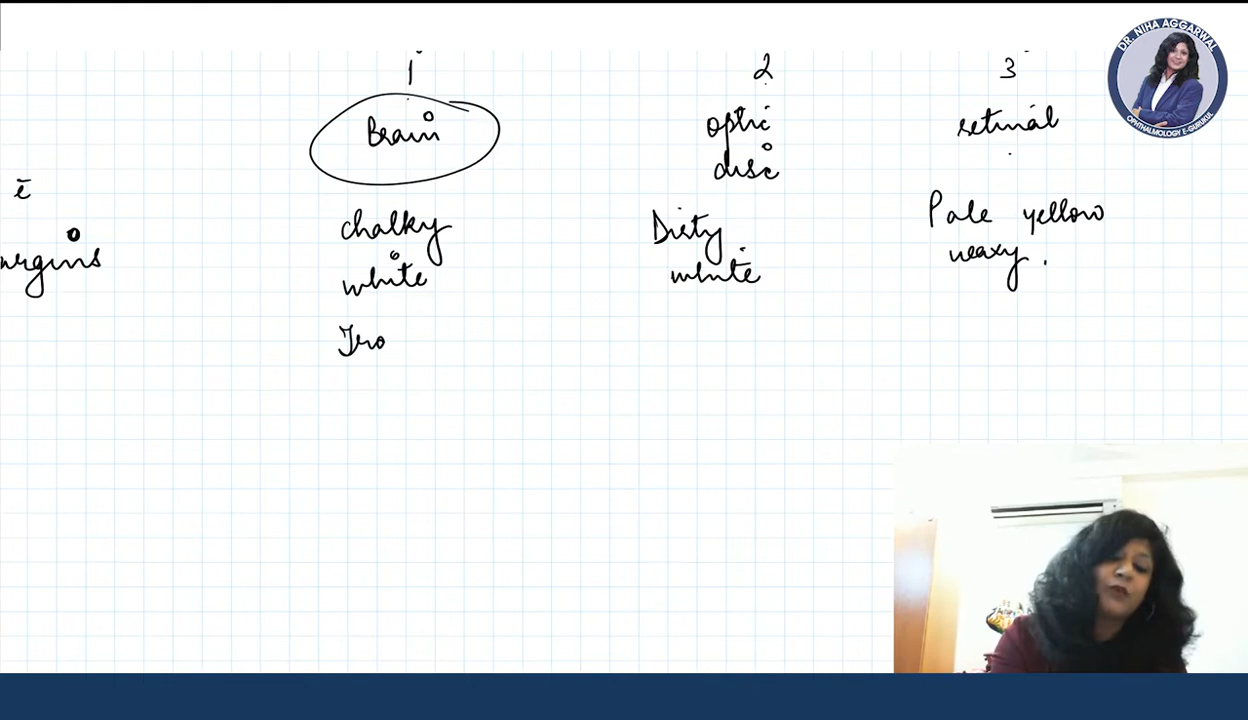 DR. NIHA AGGARWAL
OPHTHALMOLOGY E-GURUKUL
1
2
3
Brain
optic
disc
retinal
ē
chalky
white
Dirty
white
Pale yellow
waxy.